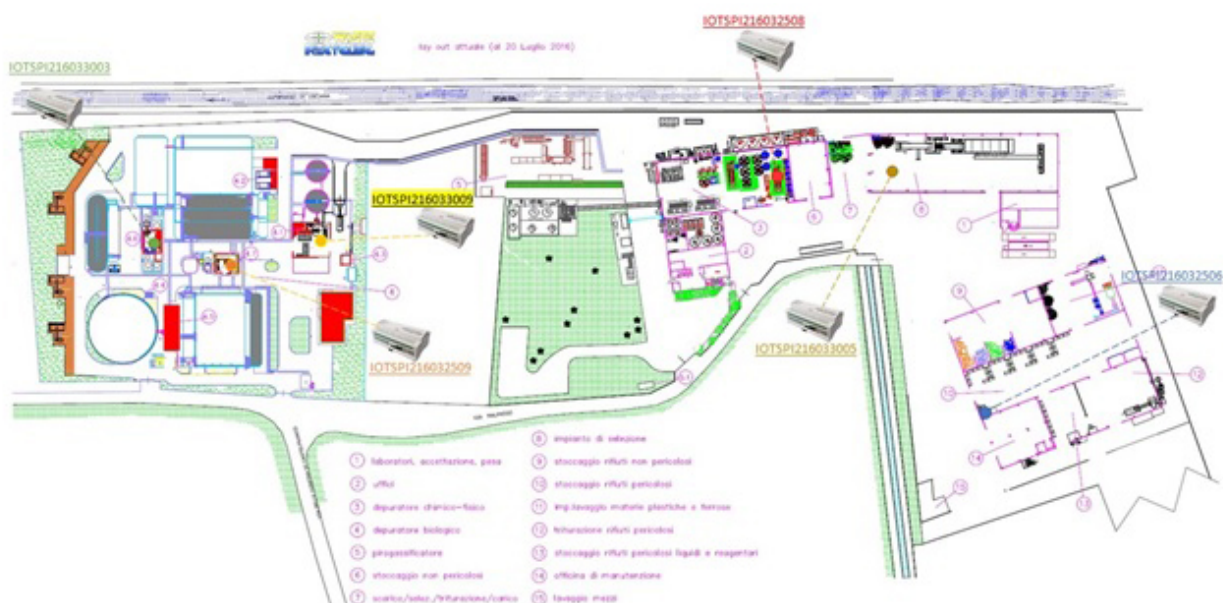 IOTSPI216032508
lay out attuale (al 20 Luglio 2016)
IOTSPI216033003
IOTSPI216033009
IOTSPI216032506
IOTSPI216033005
IOTSPI216032509
1 laboratori, accettazione, pesa
2 uffici
3 depuratore chimico-fisico
4 depuratore biologico
5 pirogassificatore
6 stoccaggio non pericolosi
7 scarico/seluz./triturazione/carico
8 impianto di selezione
9 stoccaggio rifiuti non pericolosi
10 stoccaggio rifiuti pericolosi
11 imp.lavaggio materie plastiche e ferrose
12 triturazione rifiuti pericolosi
13 stoccaggio rifiuti pericolosi liquidi e reagentari
14 officina di manutenzione
15 lavaggio mezzi